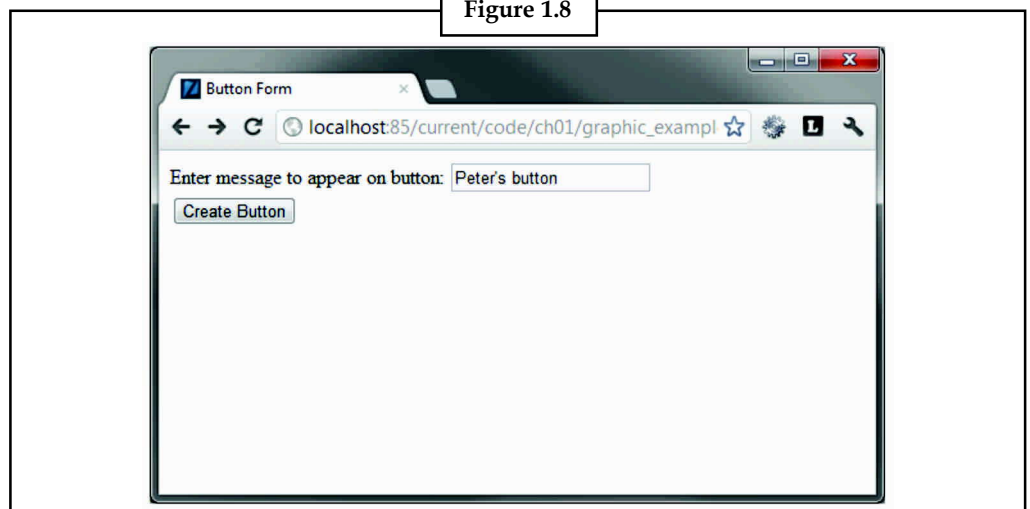 Figure 1.8
Button Form
localhost:85/current/code/ch01/graphic_exampl
L
Enter message to appear on button: Peter's button
Create Button